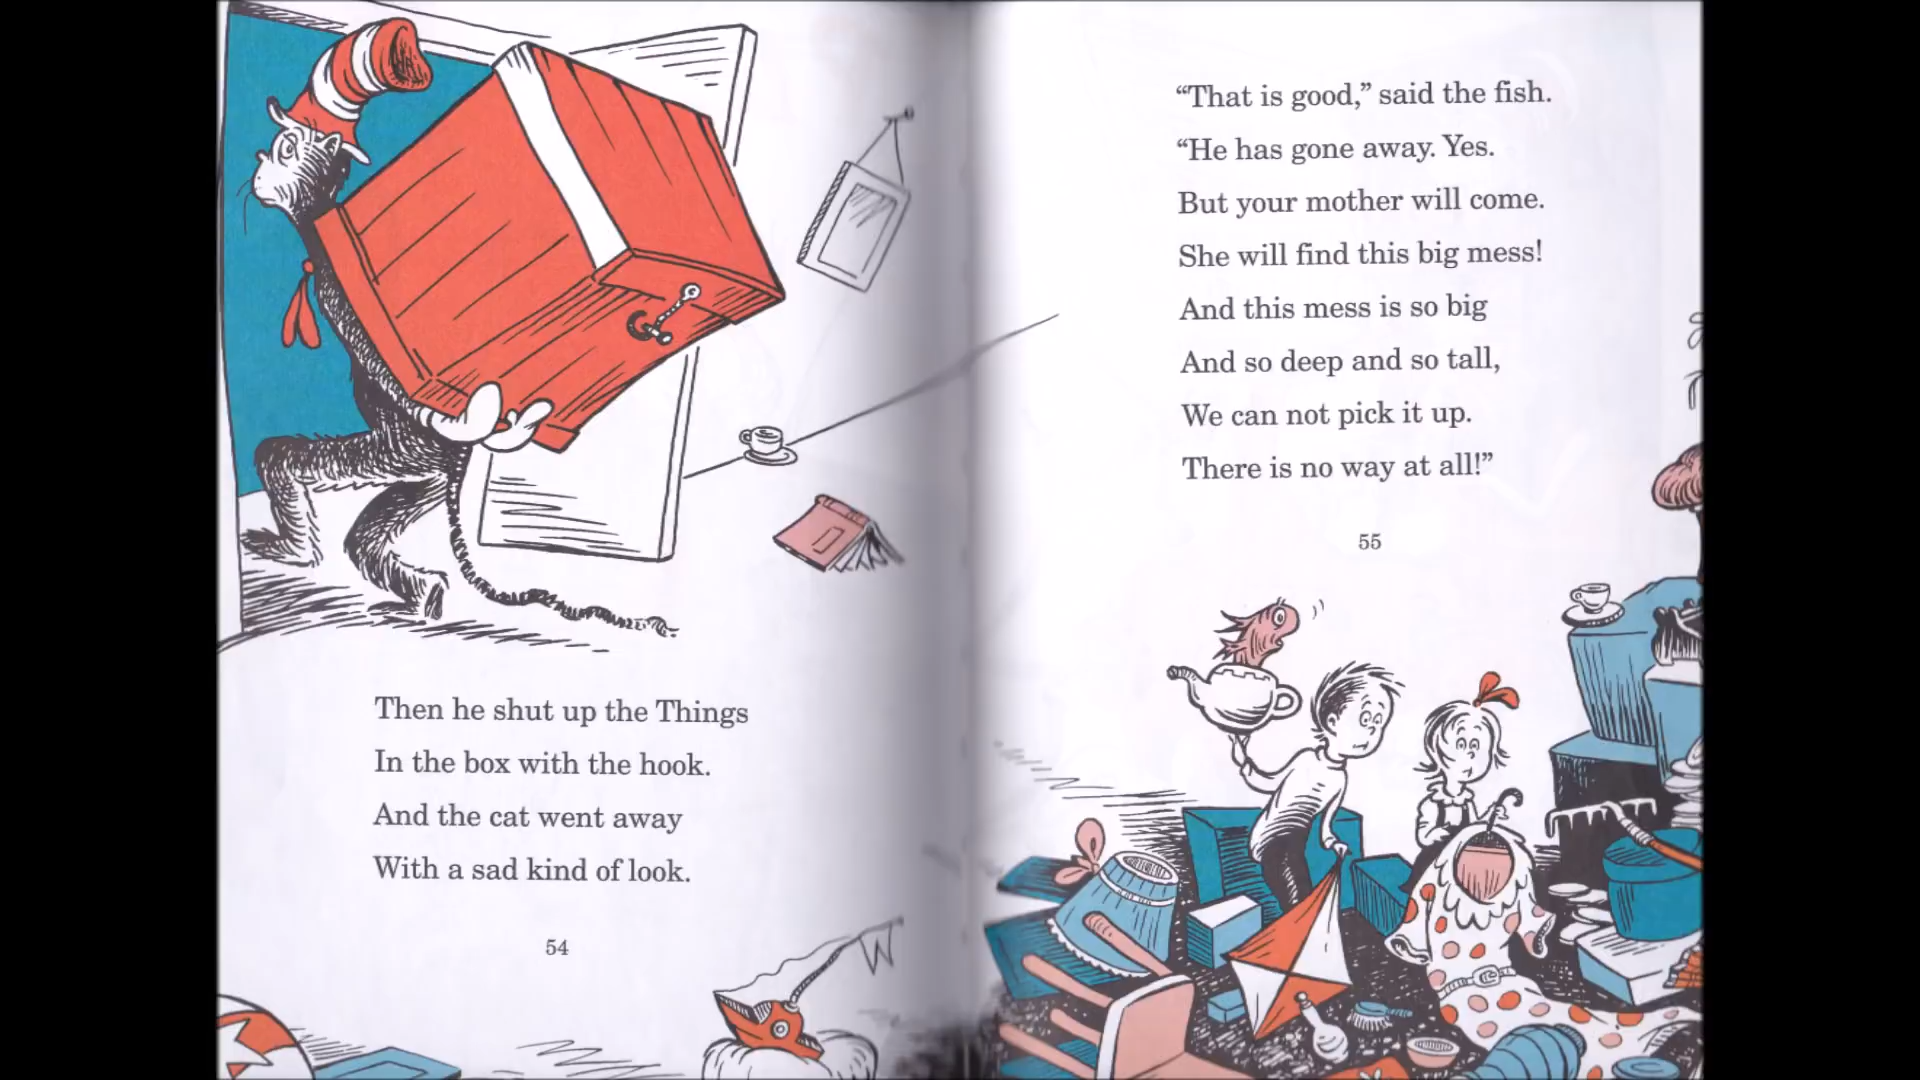 Then he shut up the Things
In the box with the hook.
And the cat went away
With a sad kind of look.
54
“That is good,” said the fish.
“He has gone away. Yes.
But your mother will come.
She will find this big mess!
And this mess is so big
And so deep and so tall,
We can not pick it up.
There is no way at all!”
55